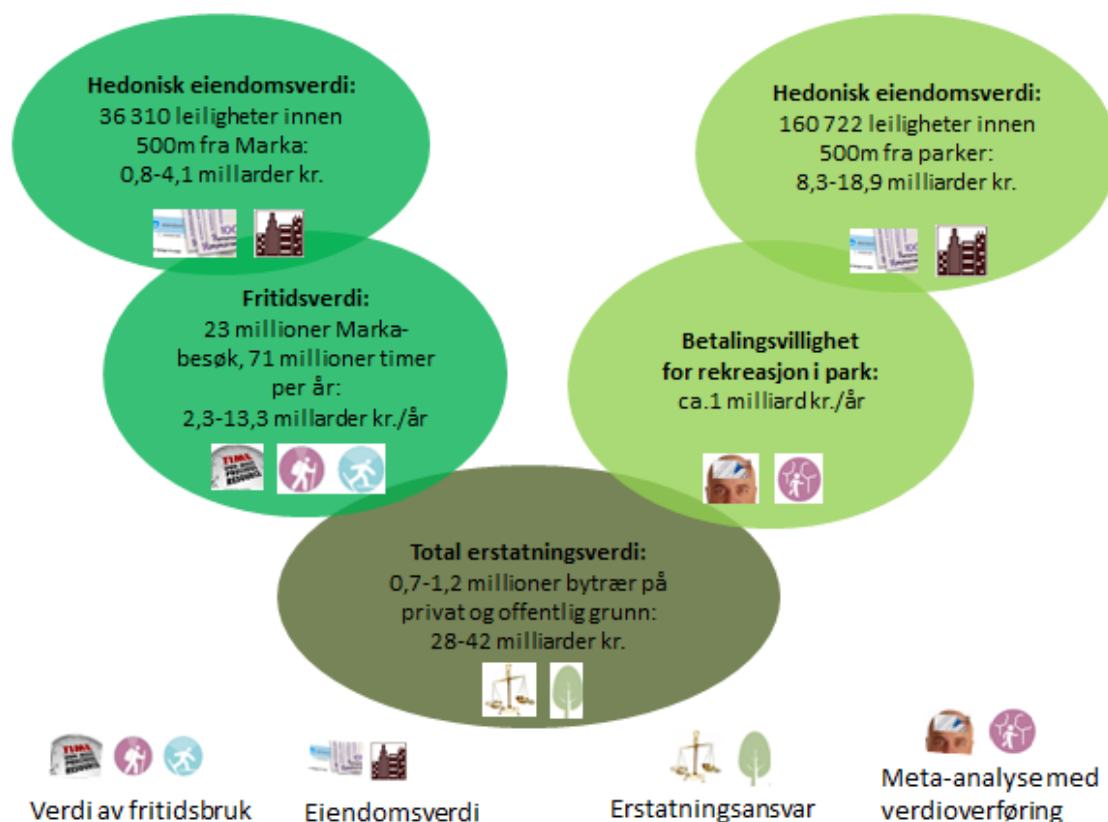 Hedonisk eiendomsverdi:
36 310 leiligheter innen
500m fra Marka:
0,8-4,1 millarder kr.
Hedonisk eiendomsverdi:
160 722 leiligheter innen
500m fra parker:
8,3-18,9 milliarder kr.
Fritidsverdi:
23 millioner Marka-
besøk, 71 millioner timer
per år:
2,3-13,3 millarder kr./år
Betalingsvillighet
for rekreasjon i park:
ca.1 milliard kr./år
Total erstatningsverdi:
0,7-1,2 millioner bytrær på
privat og offentlig grunn:
28-42 milliarder kr.
TIME
Verdi av fritidsbruk
Eiendomsverdi
Erstatningsansvar
Meta-analyse med
verdioverføring